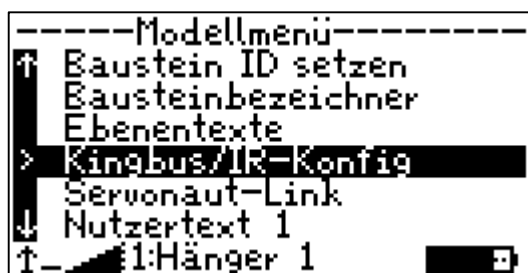 Modellmenü
Baustein ID setzen
Bausteinbezeichner
Ebenentexte
> Kingbus/IR-Konfig
Servonaut-Link
Nutzertext 1
1:Hänger 1